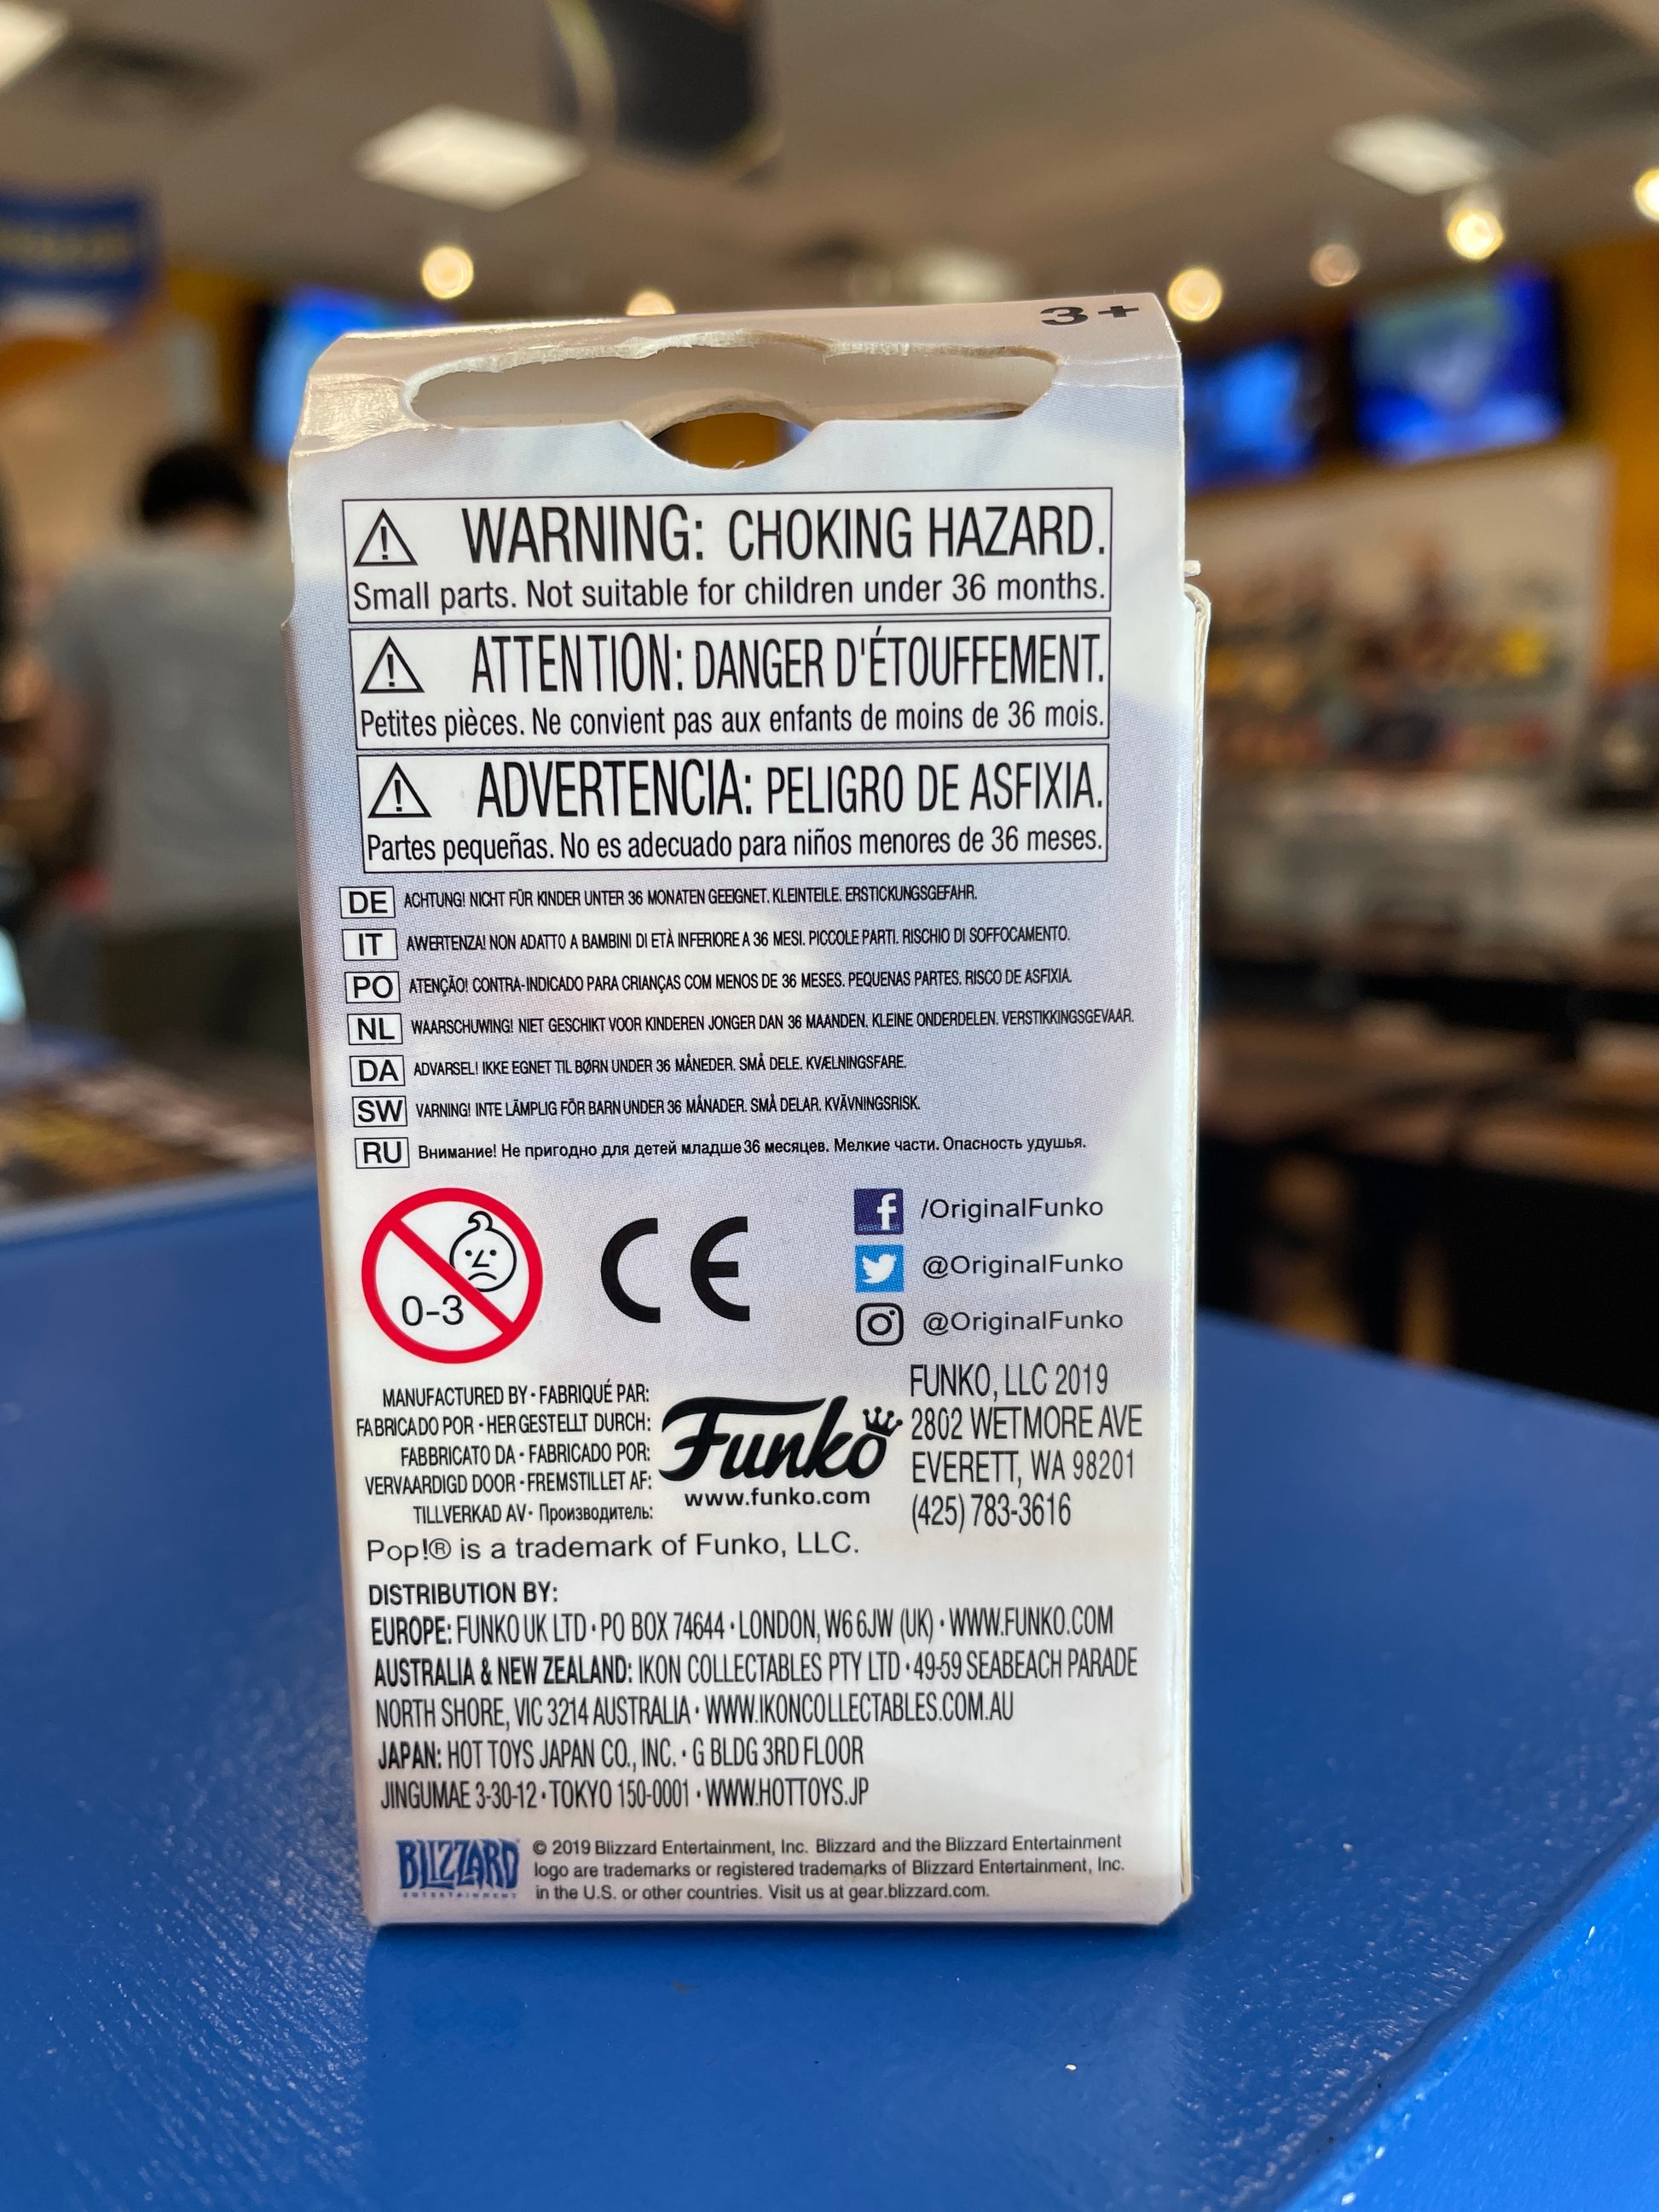 3+
WARNING: CHOKING HAZARD.
Small parts. Not suitable for children under 36 months.
ATTENTION: DANGER D'ÉTOUFFEMENT.
Petites pièces. Ne convient pas aux enfants de moins de 36 mois.
ADVERTENCIA: PELIGRO DE ASFIXIA.
Partes pequeñas. No es adecuado para niños menores de 36 meses.
DE ACHTUNG! NICHT FÜR KINDER UNTER 36 MONATEN GEEIGNET. KLEINTEILE. ERSTICKUNGSGEFAHR.
IT AWERTENZA! NON ADATTO A BAMBINI DI ETÀ INFERIORE A 36 MESI. PICCOLE PARTI. RISCHIO DI SOFFOCAMENTO.
PO ATENÇÃO! CONTRA-INDICADO PARA CRIANÇAS COM MENOS DE 36 MESES. PEQUENAS PARTES. RISCO DE ASFIXIA.
NL WAARSCHUWING! NIET GESCHIKT VOOR KINDEREN JONGER DAN 36 MAANDEN. KLEINE ONDERDELEN. VERSTIKKINGSGEVAAR.
DA ADVARSEL! IKKE EGNET TIL BØRN UNDER 36 MÅNEDER. SMÅ DELE. KVÆLNINGSFARE.
SW VARNING! INTE LÄMPLIG FÖR BARN UNDER 36 MÅNADER. SMÅ DELAR. KVÄVNINGSRISK.
RU Внимание! Не пригодно для детей младше 36 месяцев. Мелкие части. Опасность удушья.
0-3
CE
/OriginalFunko
@OriginalFunko
@OriginalFunko
MANUFACTURED BY • FABRIQUÉ PAR:
FABRICADO POR • HERGESTELLT DURCH:
FABBRICATO DA • FABRICADO POR:
VERVAARDIGD DOOR • FREMSTILLET AF:
TILLVERKAD AV • Производитель:
Funko
www.funko.com
FUNKO, LLC 2019
2802 WETMORE AVE
EVERETT, WA 98201
(425) 783-3616
Pop!® is a trademark of Funko, LLC.
DISTRIBUTION BY:
EUROPE: FUNKO UK LTD • PO BOX 74644 • LONDON, W6 6JW (UK) • WWW.FUNKO.COM
AUSTRALIA & NEW ZEALAND: IKON COLLECTABLES PTY LTD • 49-59 SEABEACH PARADE
NORTH SHORE, VIC 3214 AUSTRALIA • WWW.IKONCOLLECTABLES.COM.AU
JAPAN: HOT TOYS JAPAN CO., INC. • G BLDG 3RD FLOOR
JINGUMAE 3-30-12 • TOKYO 150-0001 • WWW.HOTTOYS.JP
BLIZZARD
ENTERTAINMENT
© 2019 Blizzard Entertainment, Inc. Blizzard and the Blizzard Entertainment
logo are trademarks or registered trademarks of Blizzard Entertainment, Inc.
in the U.S. or other countries. Visit us at gear.blizzard.com.